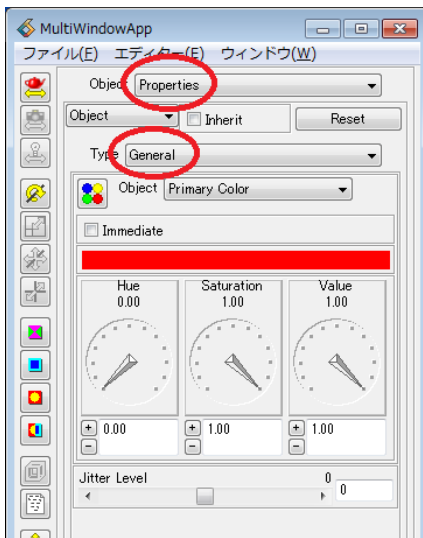 MultiWindowApp
ファイル(F) エディター(E) ウィンドウ(W)
Object Properties
Object Inherit Reset
Type General
Object Primary Color
Immediate
Hue Saturation Value
0.00 1.00 1.00
+ 0.00 + 1.00 + 1.00
- - -
Jitter Level 0
0